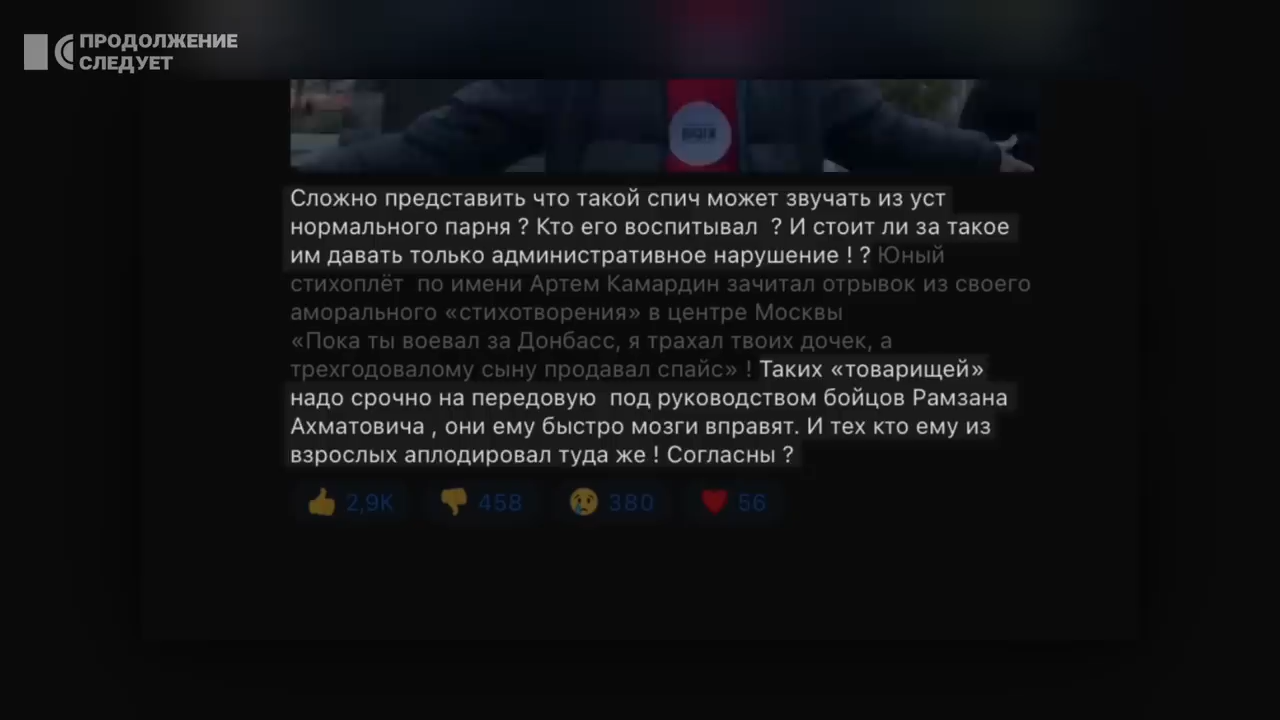 ПРОДОЛЖЕНИЕ
СЛЕДУЕТ
Сложно представить что такой спич может звучать из уст
нормального парня ? Кто его воспитывал ? И стоит ли за такое
им давать только административное нарушение ! ? Юный
стихоплёт по имени Артем Камардин зачитал отрывок из своего
аморального «стихотворения» в центре Москвы
«Пока ты воевал за Донбасс, я трахал твоих дочек, а
трехгодовалому сыну продавал спайс» ! Таких «товарищей»
надо срочно на передовую под руководством бойцов Рамзана
Ахматовича , они ему быстро мозги вправят. И тех кто ему из
взрослых аплодировал туда же ! Согласны ?
2,9K 458 380 56